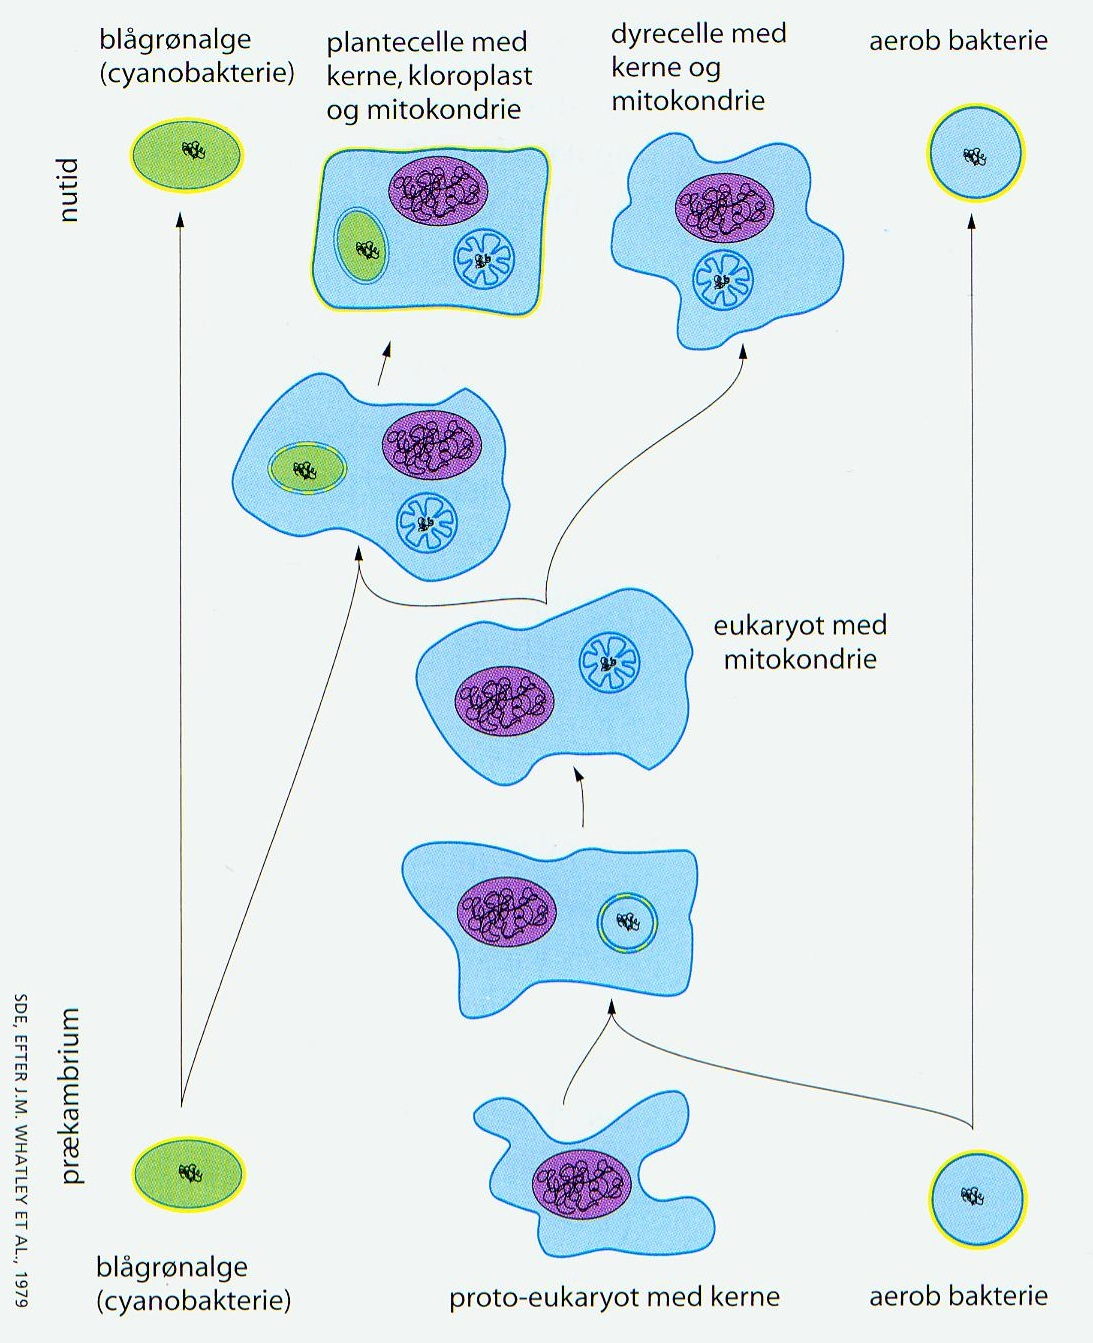 blågrønalge
(cyanobakterie)
plantecelle med
kerne, kloroplast
og mitokondrie
dyrecelle med
kerne og
mitokondrie
aerob bakterie
nutid
eukaryot med
mitokondrie
prækambrium
SDE, EFTER J.M. WHATLEY ET AL., 1979
blågrønalge
(cyanobakterie)
proto-eukaryot med kerne
aerob bakterie